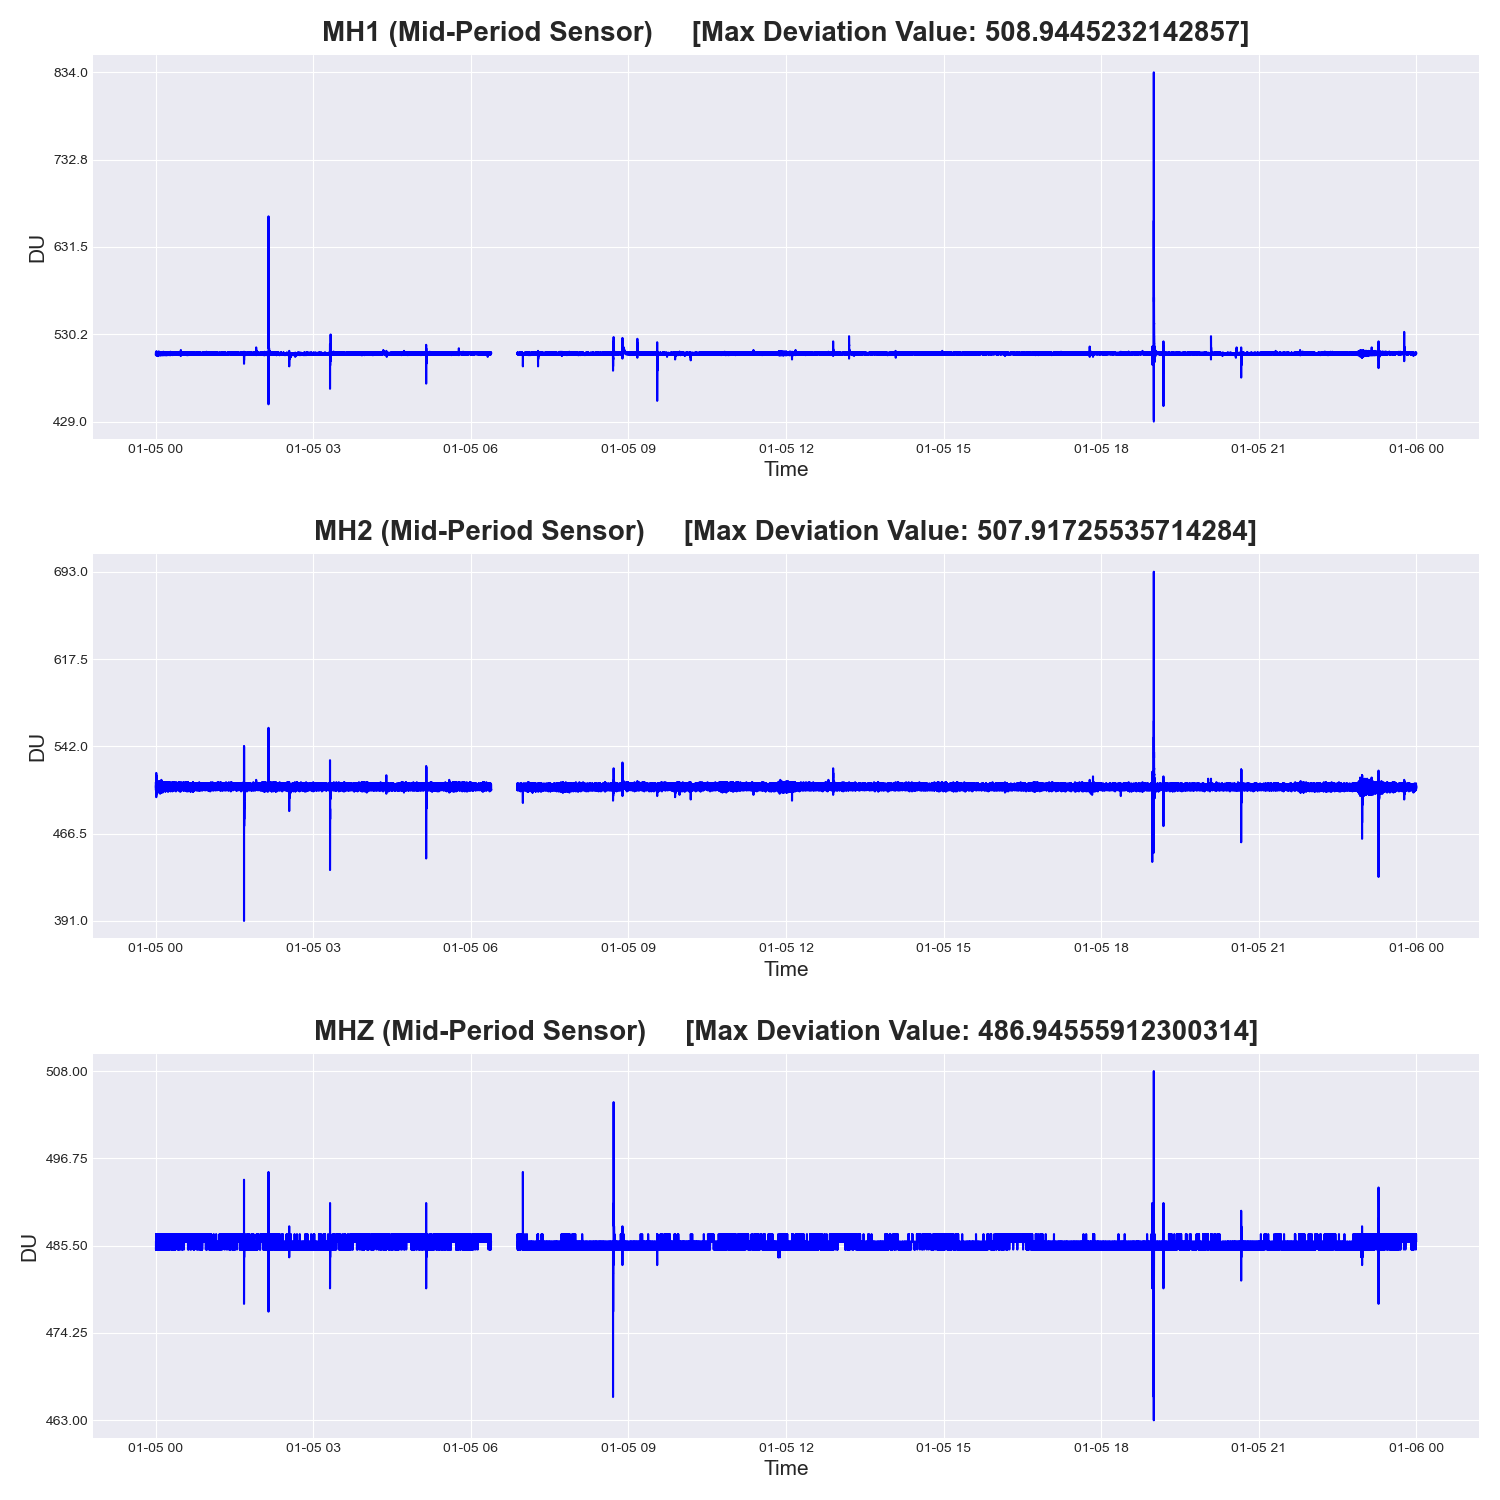 MH1 (Mid-Period Sensor) [Max Deviation Value: 508.9445232142857]
834.0
732.8
631.5
530.2
429.0
DU
01-05 00 01-05 03 01-05 06 01-05 09 01-05 12 01-05 15 01-05 18 01-05 21 01-06 00
Time
MH2 (Mid-Period Sensor) [Max Deviation Value: 507.91725535714284]
693.0
617.5
542.0
466.5
391.0
DU
01-05 00 01-05 03 01-05 06 01-05 09 01-05 12 01-05 15 01-05 18 01-05 21 01-06 00
Time
MHZ (Mid-Period Sensor) [Max Deviation Value: 486.94555912300314]
508.00
496.75
485.50
474.25
463.00
DU
01-05 00 01-05 03 01-05 06 01-05 09 01-05 12 01-05 15 01-05 18 01-05 21 01-06 00
Time